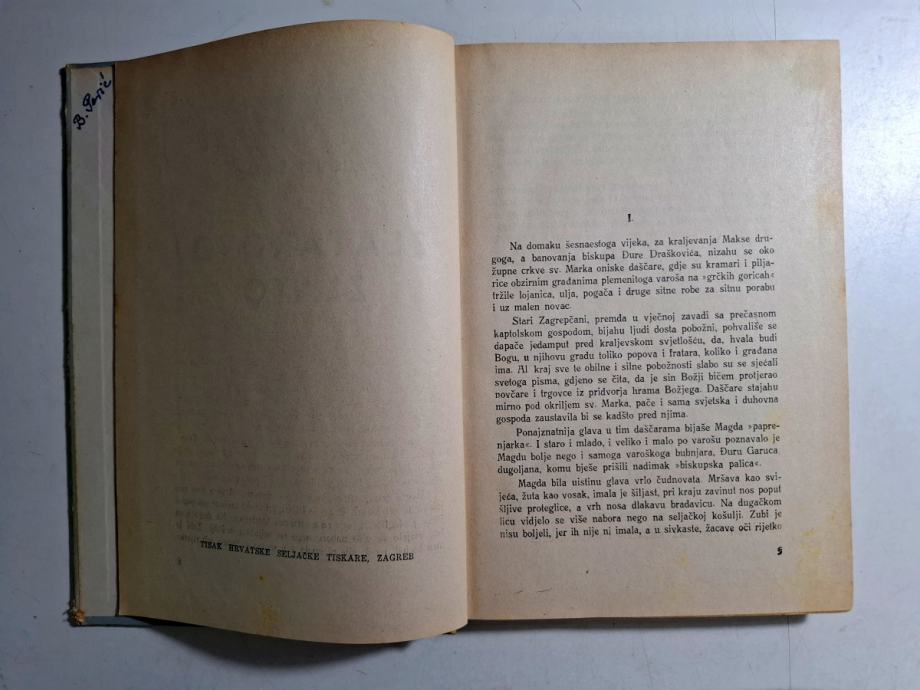 B. Perić
TISAK HRVATSKE SELJAČKE TISKARE, ZAGREB
I.
Na domaku šesnaestoga vijeka, za kraljevanja Makse dru-
goga, a banovanja biskupa Đure Draškovića, nizahu se oko
župne crkve sv. Marka oniske daščare, gdje su kramari i pilja-
rice obzirnim građanima plemenitoga varoša na »grčkih goricah«
tržile lojanica, ulja, pogača i druge sitne robe za sitnu porabu
i uz malen novac.
Stari Zagrepčani, premda u vječnoj zavadi sa prečasnom
kaptolskom gospodom, bijahu ljudi dosta pobožni, pohvališe se
dapače jedamput pred kraljevskom svjetlošću, da, hvala budi
Bogu, u njihovu gradu toliko popova i fratara, koliko i građana
ima. Al kraj sve te obilne i silne pobožnosti slabo su se sjećali
svetoga pisma, gdjeno se čita, da je sin Božji bičem protjerao
novčare i trgovce iz pridvorja hrama Božjega. Daščare stajahu
mirno pod okriljem sv. Marka, pače i sama svjetska i duhovna
gospoda zaustavila bi se kadšto pred njima.
Ponajznatnija glava u tim daščarama bijaše Magda »papre-
njarka«. I staro i mlado, i veliko i malo po varošu poznavalo je
Magdu bolje nego i samoga varoškoga bubnjara, Đuru Garuca
dugoljana, komu bješe prišili nadimak »biskupska palica«.
Magda bila uistinu glava vrlo čudnovata. Mršava kao svi-
jeća, žuta kao vosak, imala je šiljast, pri kraju zavinut nos poput
šljive proteglice, a vrh nosa dlakavu bradavicu. Na dugačkom
licu vidjelo se više nabora nego na seljačkoj košulji. Zubi je
nisu boljeli, jer ih nije ni imala, a u sivkaste, žacave oči rijetko
5